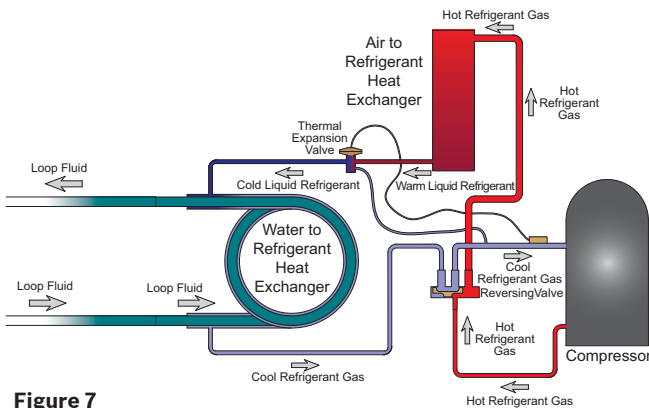 Hot Refrigerant Gas
Air to
Refrigerant
Heat
Exchanger
Hot
Refrigerant
Gas
Thermal
Expansion
Valve
Loop Fluid
Cold Liquid Refrigerant
Warm Liquid Refrigerant
Water to
Refrigerant
Heat
Exchanger
Cool
Refrigerant Gas
ReversingValve
Loop Fluid
Loop Fluid
Hot
Refrigerant
Gas
Compressor
Cool Refrigerant Gas
Hot Refrigerant Gas
Figure 7